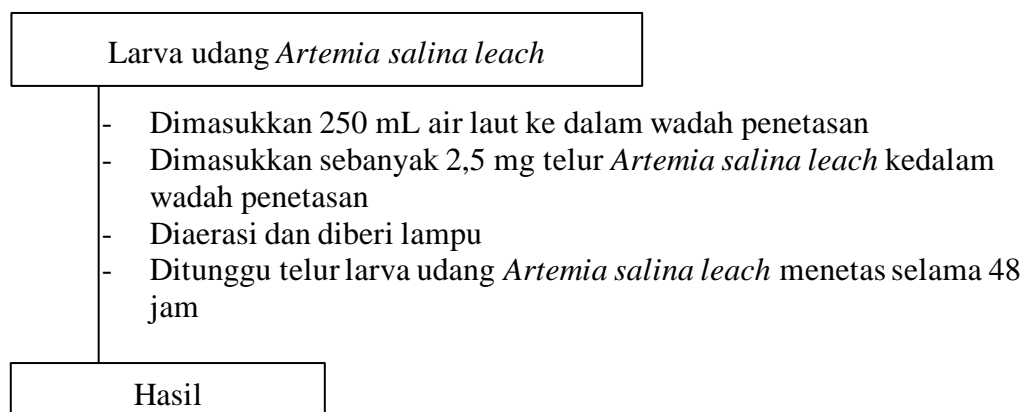 Larva udang Artemia salina leach
- Dimasukkan 250 mL air laut ke dalam wadah penetasan
- Dimasukkan sebanyak 2,5 mg telur Artemia salina leach kedalam
wadah penetasan
- Diaerasi dan diberi lampu
- Ditunggu telur larva udang Artemia salina leach menetas selama 48
jam
Hasil